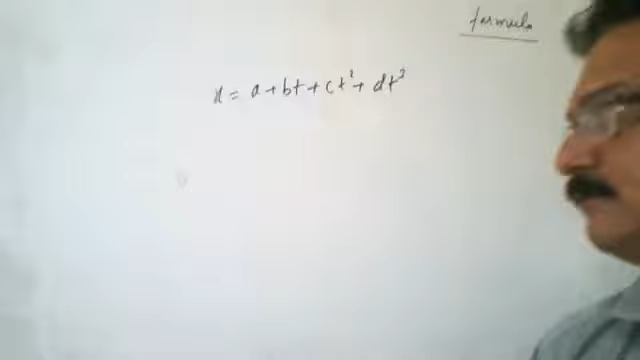 formula
x = a + bt + ct² + dt³